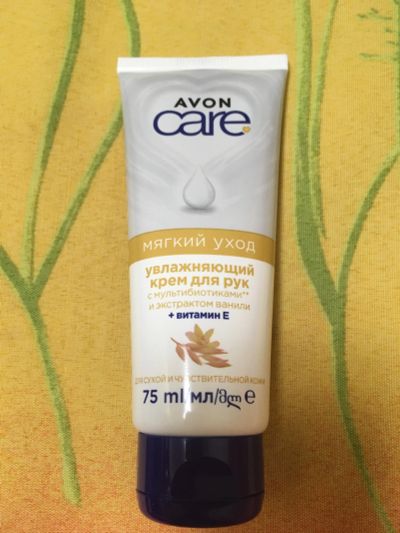 AVON
care
МЯГКИЙ УХОД
увлажняющий
крем для рук
с мультибиотиками**
и экстрактом ванили
+ витамин Е
ДЛЯ СУХОЙ И ЧУВСТВИТЕЛЬНОЙ КОЖИ
75 ml/мл/მლ e